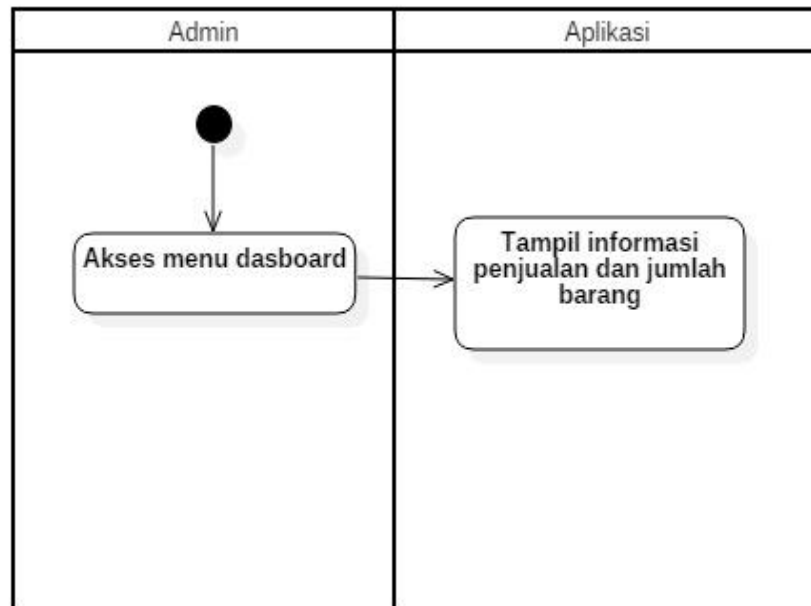 Admin
Aplikasi
Akses menu dasboard
Tampil informasi
penjualan dan jumlah
barang